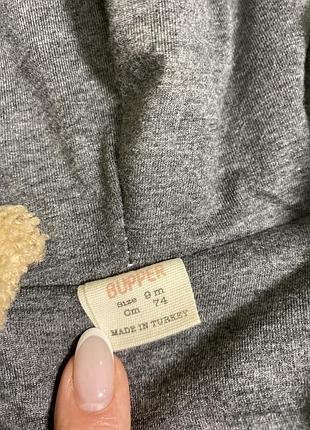 BUPPER
Size 9 m
Cm 74
MADE IN TURKEY